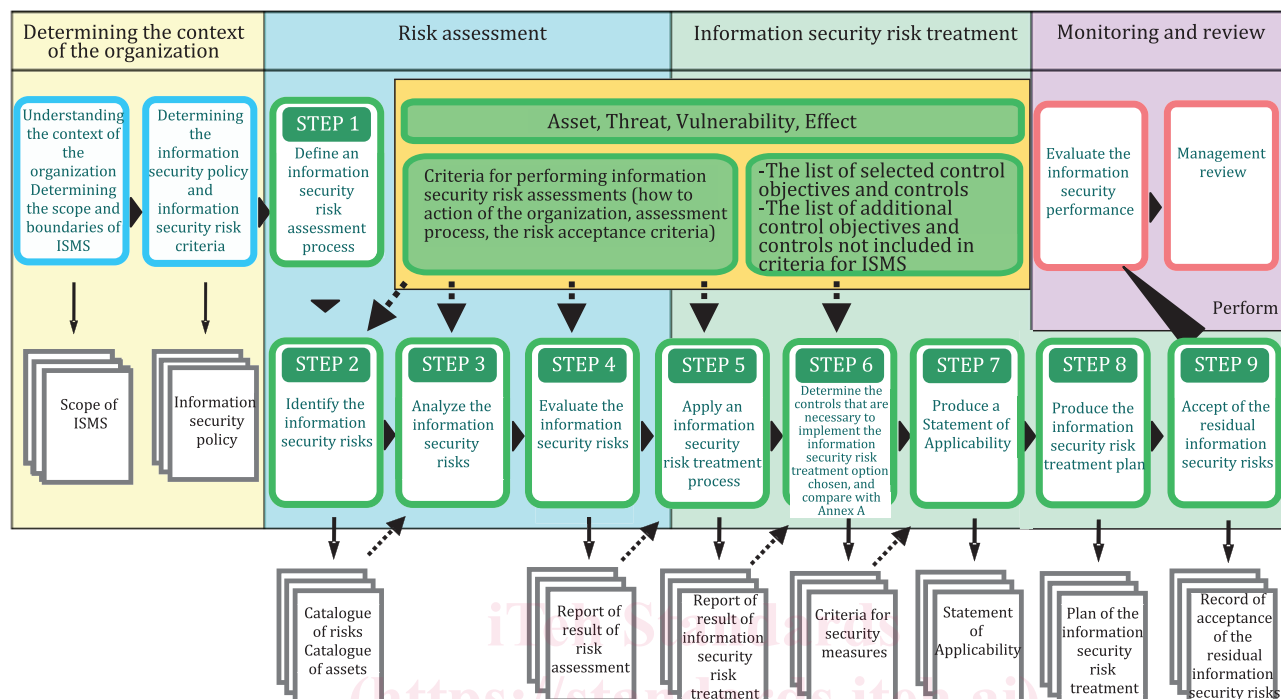 Determining the context
of the organization
Risk assessment
Information security risk treatment
Monitoring and review
Understanding
the context of
the
organization
Determining
the scope and
boundaries of
ISMS
Determining
the
information
security policy
and
information
security risk
criteria
STEP 1
Define an
information
security
risk
assessment
process
Asset, Threat, Vulnerability, Effect
Criteria for performing information
security risk assessments (how to
action of the organization, assessment
process, the risk acceptance criteria)
-The list of selected control
objectives and controls
-The list of additional
control objectives and
controls not included in
criteria for ISMS
Evaluate the
information
security
performance
Management
review
Perform
Scope of
ISMS
Information
security
policy
STEP 2
Identify the
information
security risks
STEP 3
Analyze the
information
security
risks
STEP 4
Evaluate the
information
security risks
STEP 5
Apply an
information
security
risk treatment
process
STEP 6
Determine the
controls that are
necessary to
implement the
information
security risk
treatment option
chosen, and
compare with
Annex A
STEP 7
Produce a
Statement of
Applicability
STEP 8
Produce the
information
security risk
treatment plan
STEP 9
Accept of the
residual
information
security risks
Catalogue
of risks
Catalogue
of assets
Report of
result of
risk
assessment
Report of
result of
information
security
risk
treatment
Criteria for
security
measures
Statement
of
Applicability
Plan of the
information
security
risk
treatment
Record of
acceptance
of the
residual
information
security risks
iTeh Standards
(https://standards.iteh.ai)